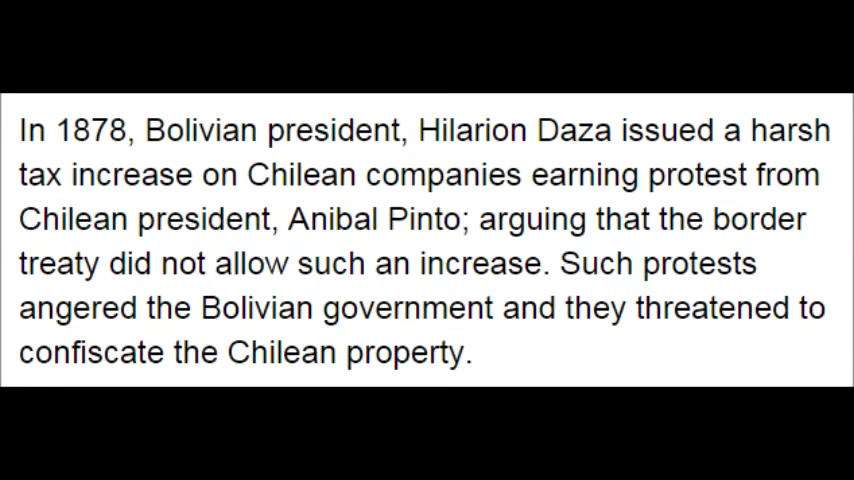 In 1878, Bolivian president, Hilarion Daza issued a harsh
tax increase on Chilean companies earning protest from
Chilean president, Anibal Pinto; arguing that the border
treaty did not allow such an increase. Such protests
angered the Bolivian government and they threatened to
confiscate the Chilean property.